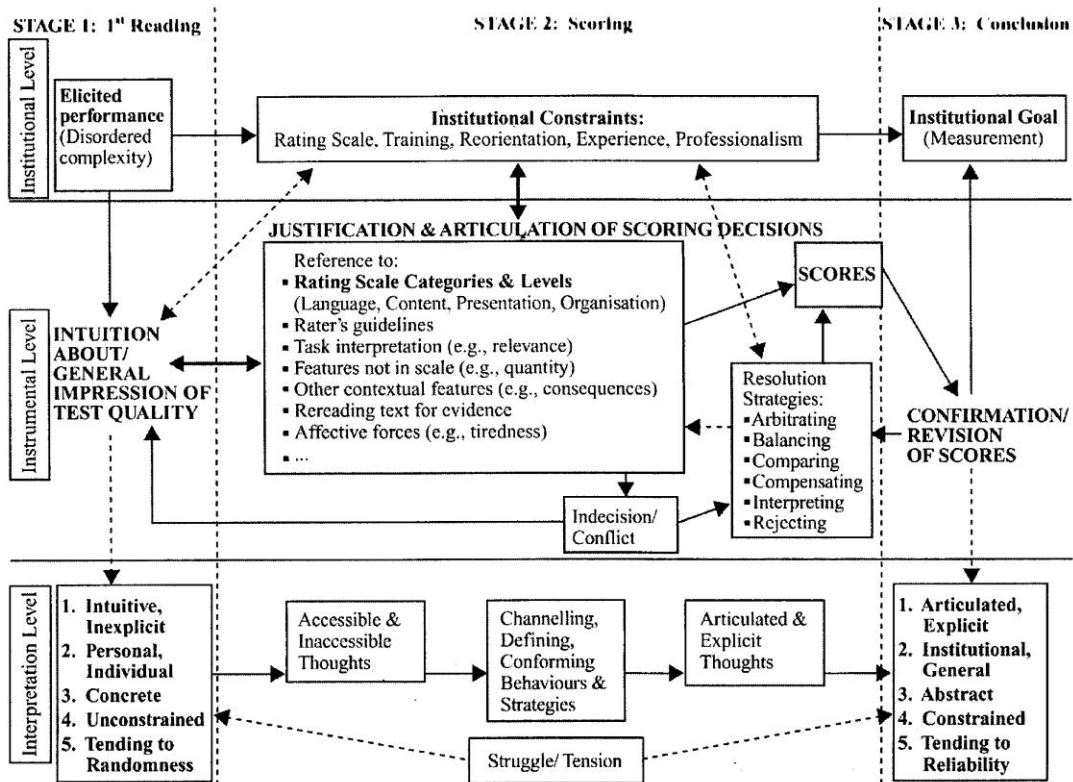 STAGE 1: 1st Reading
STAGE 2: Scoring
STAGE 3: Conclusion
Institutional Level
Elicited
performance
(Disordered
complexity)
Institutional Constraints:
Rating Scale, Training, Reorientation, Experience, Professionalism
Institutional Goal
(Measurement)
Instrumental Level
JUSTIFICATION & ARTICULATION OF SCORING DECISIONS
INTUITION
ABOUT/
GENERAL
IMPRESSION OF
TEST QUALITY
Reference to:
▪ Rating Scale Categories & Levels
(Language, Content, Presentation, Organisation)
▪ Rater's guidelines
▪ Task interpretation (e.g., relevance)
▪ Features not in scale (e.g., quantity)
▪ Other contextual features (e.g., consequences)
▪ Rereading text for evidence
▪ Affective forces (e.g., tiredness)
▪ ...
SCORES
Resolution
Strategies:
▪ Arbitrating
▪ Balancing
▪ Comparing
▪ Compensating
▪ Interpreting
▪ Rejecting
CONFIRMATION/
REVISION
OF SCORES
Indecision/
Conflict
Interpretation Level
1. Intuitive,
Inexplicit
2. Personal,
Individual
3. Concrete
4. Unconstrained
5. Tending to
Randomness
Accessible &
Inaccessible
Thoughts
Channelling,
Defining,
Conforming
Behaviours &
Strategies
Articulated &
Explicit
Thoughts
1. Articulated,
Explicit
2. Institutional,
General
3. Abstract
4. Constrained
5. Tending to
Reliability
Struggle/ Tension